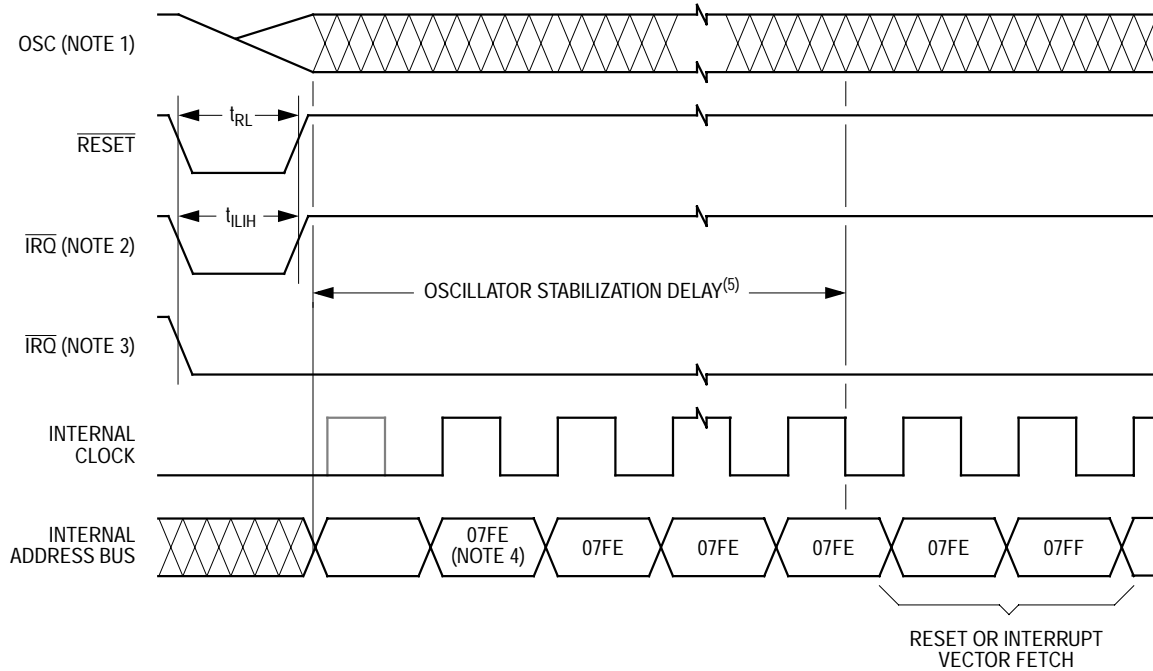 OSC (NOTE 1)
RESET
tRL
IRQ (NOTE 2)
tILIH
OSCILLATOR STABILIZATION DELAY(5)
IRQ (NOTE 3)
INTERNAL
CLOCK
INTERNAL
ADDRESS BUS
07FE
(NOTE 4)
07FE
07FE
07FE
07FE
07FF
RESET OR INTERRUPT
VECTOR FETCH